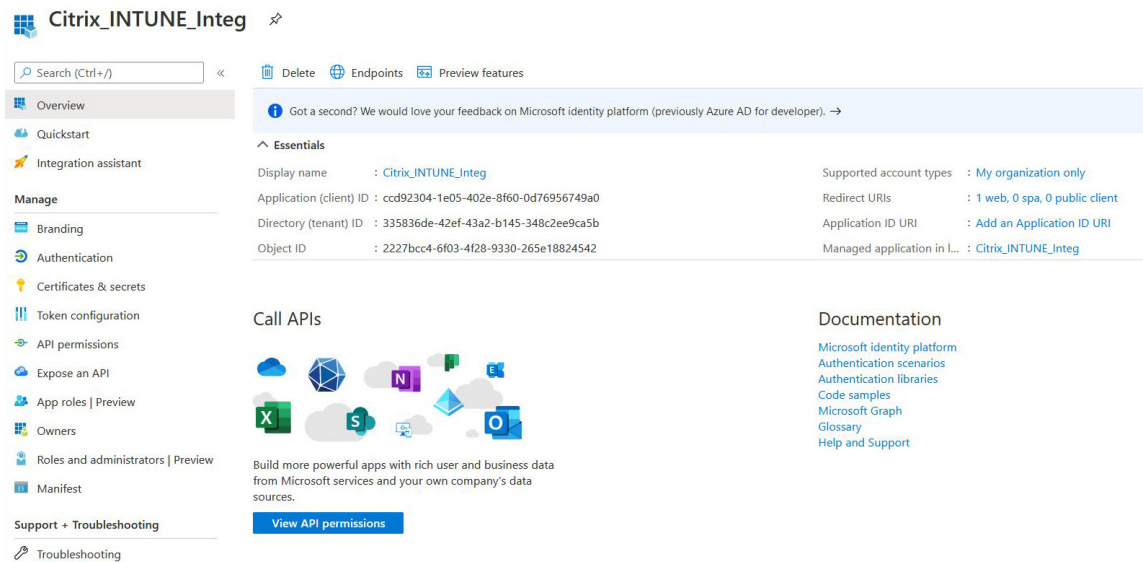 Citrix_INTUNE_Integ
Search (Ctrl+/)
«
Overview
Quickstart
Integration assistant
Manage
Branding
Authentication
Certificates & secrets
Token configuration
API permissions
Expose an API
App roles | Preview
Owners
Roles and administrators | Preview
Manifest
Support + Troubleshooting
Troubleshooting
Delete Endpoints Preview features
Got a second? We would love your feedback on Microsoft identity platform (previously Azure AD for developer). →
Essentials
Display name : Citrix_INTUNE_Integ
Application (client) ID : ccd92304-1e05-402e-8f60-0d76956749a0
Directory (tenant) ID : 335836de-42ef-43a2-b145-348c2ee9ca5b
Object ID : 2227bcc4-6f03-4f28-9330-265e18824542
Supported account types : My organization only
Redirect URIs : 1 web, 0 spa, 0 public client
Application ID URI : Add an Application ID URI
Managed application in l... : Citrix_INTUNE_Integ
Call APIs
N
E
X
S
O
Build more powerful apps with rich user and business data
from Microsoft services and your own company's data
sources.
View API permissions
Documentation
Microsoft identity platform
Authentication scenarios
Authentication libraries
Code samples
Microsoft Graph
Glossary
Help and Support